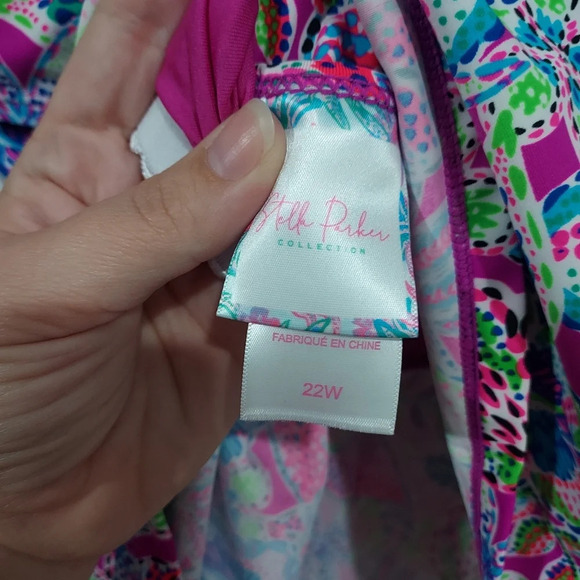 Stella Parker
COLLECTION
FABRIQUÉ EN CHINE
22W